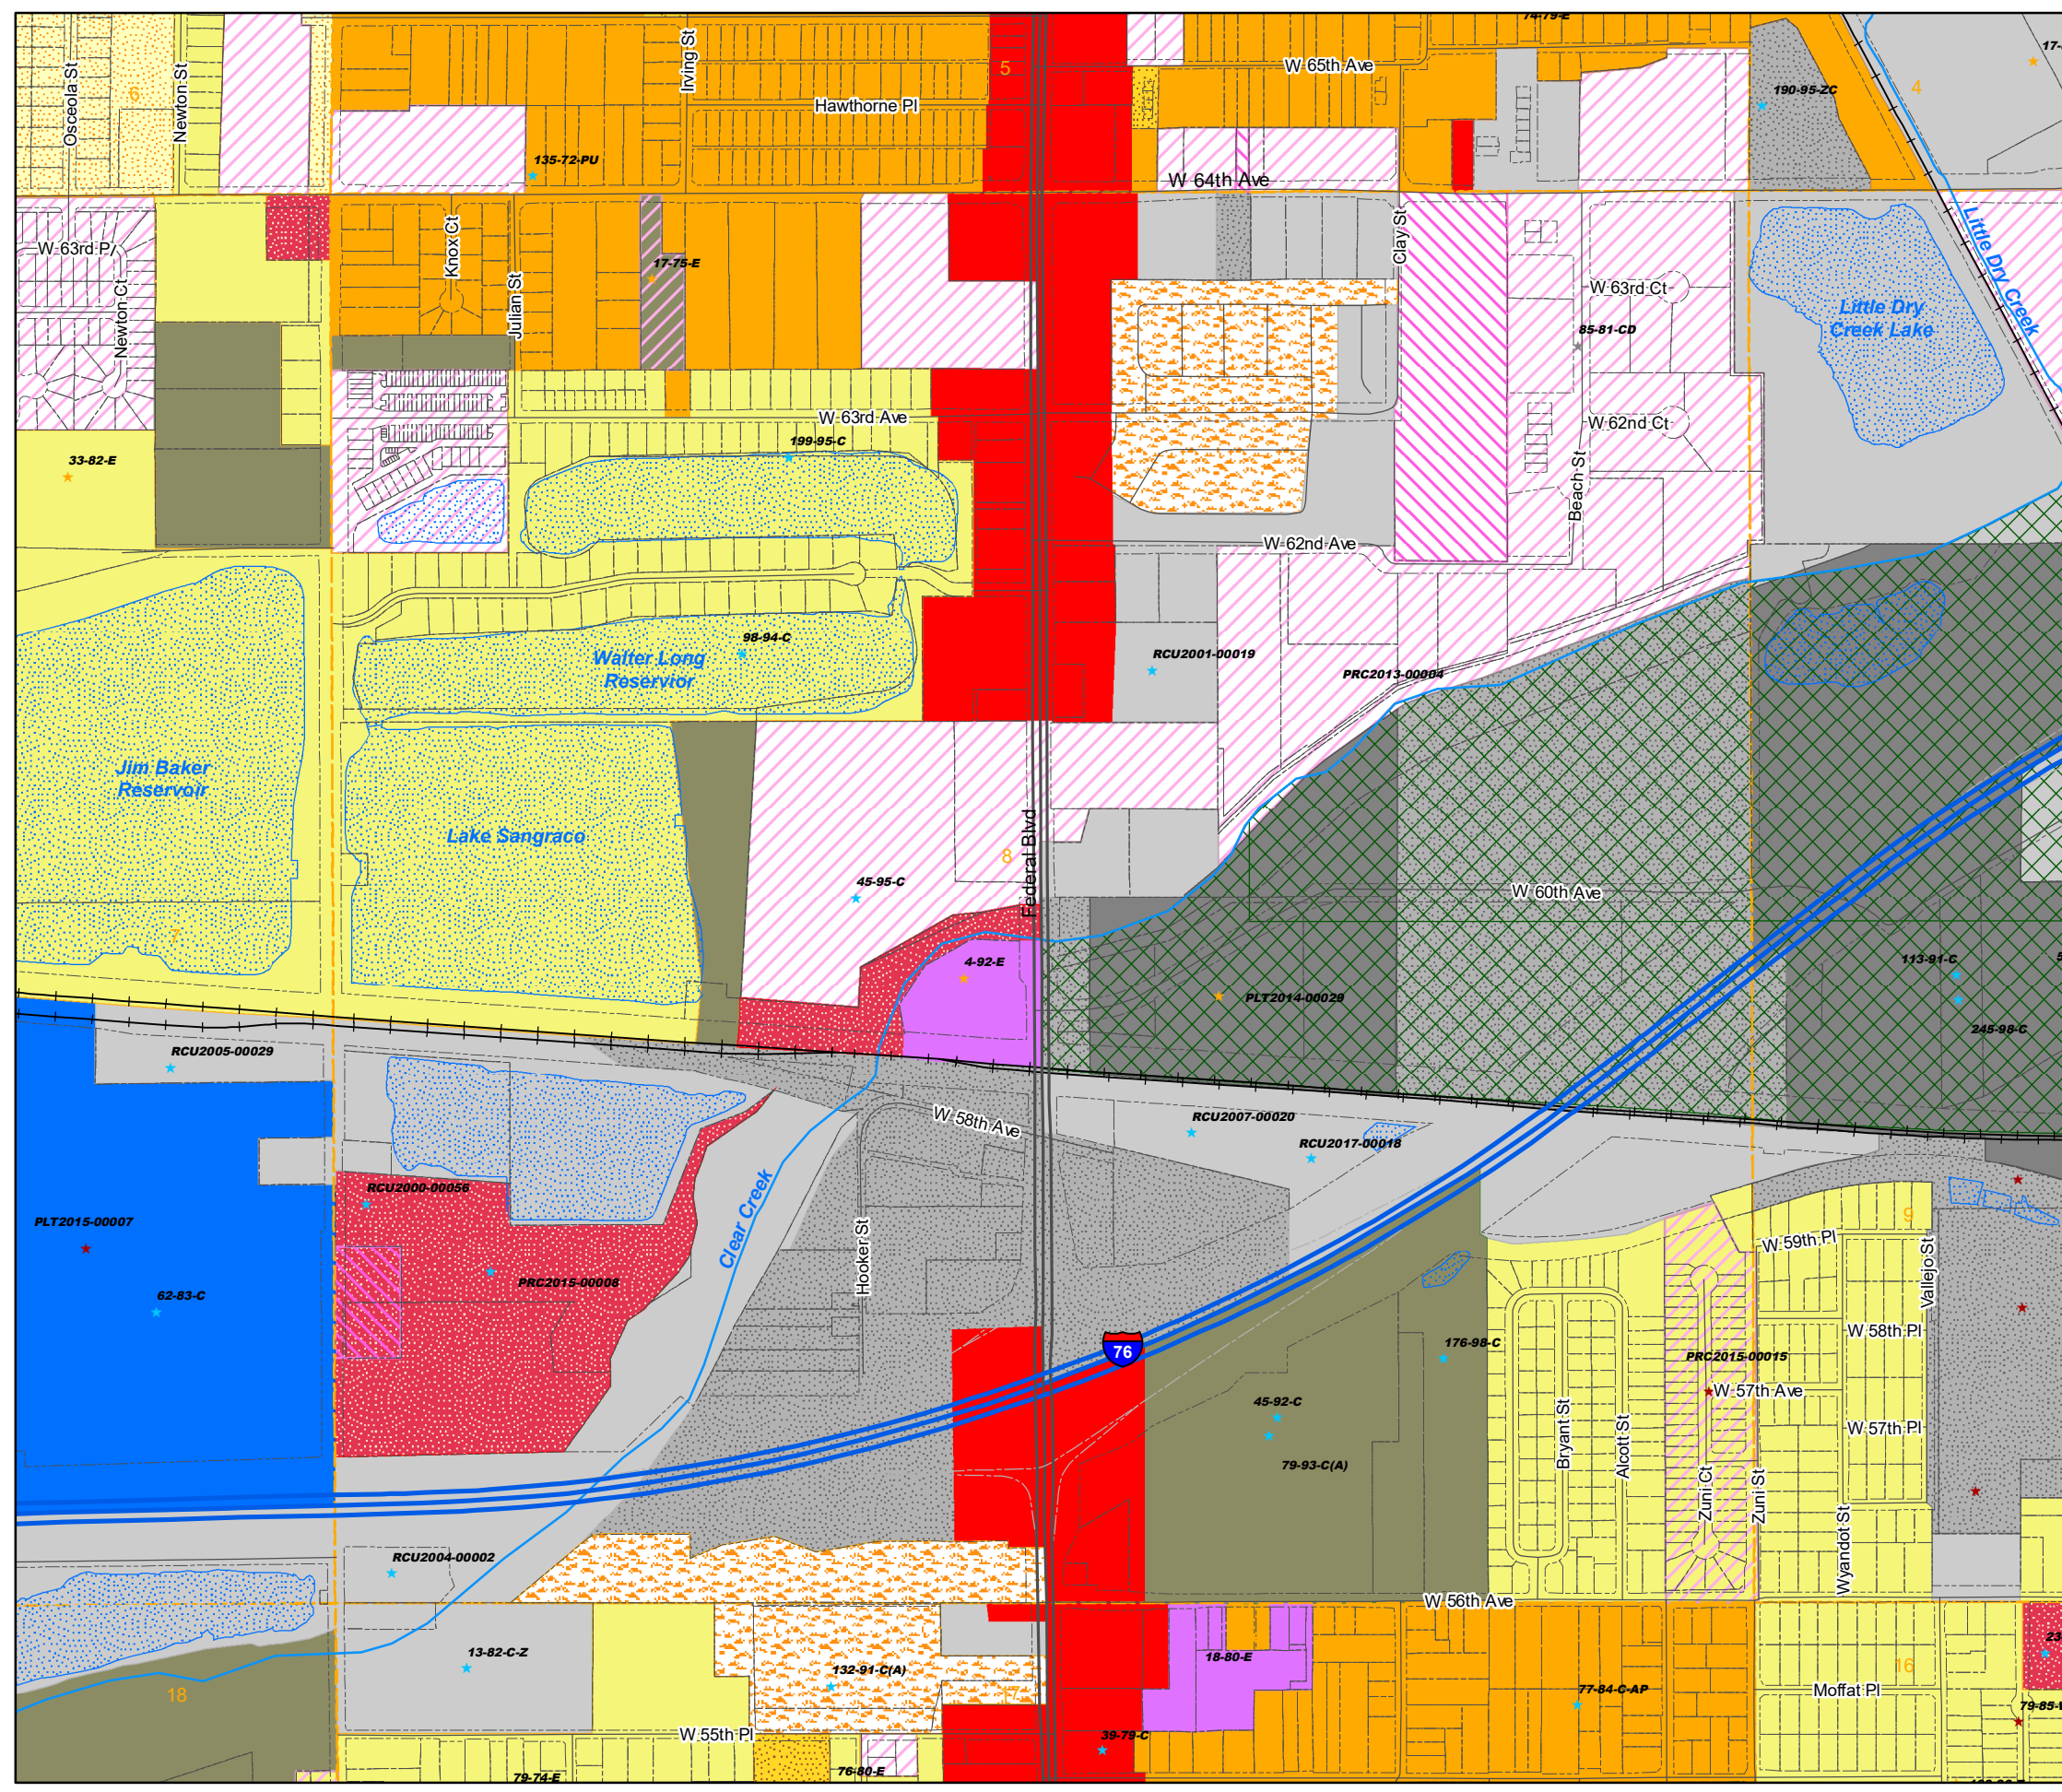 74-79-E
17-
Osceola St
6
Newton St
Irving St
5
W 65th Ave
Hawthorne Pl
190-95-ZC
4
135-72-PU
W 64th Ave
W 63rd P
Newton Ct
Knox Ct
Julian St
17-75-E
Clay St
W 63rd Ct
85-81-CD
Little Dry
Creek Lake
Little Dry Creek
W 63rd Ave
199-95-C
W 62nd Ct
33-82-E
Beach St
W 62nd Ave
98-94-C
Walter Long
Reservior
RCU2001-00019
PRC2013-00004
Jim Baker
Reservoir
Lake Sangraco
Federal Blvd
8
45-95-C
W 60th Ave
7
4-92-E
PLT2014-00029
113-91-C
5
245-98-C
RCU2005-00029
W 58th Ave
RCU2007-00020
RCU2017-00018
RCU2000-00056
Clear Creek
Hooker St
PLT2015-00007
PRC2015-00008
62-83-C
9
W 59th Pl
Vallejo St
76
176-98-C
W 58th Pl
PRC2015-00015
W 57th Ave
45-92-C
W 57th Pl
79-93-C(A)
Bryant St
Alcott St
Zuni Ct
Zuni St
Wyandot St
RCU2004-00002
W 56th Ave
13-82-C-Z
132-91-C(A)
17
18-80-E
16
23
18
77-84-C-AP
Moffat Pl
79-85-
W 55th Pl
39-79-C
79-74-E
76-80-E